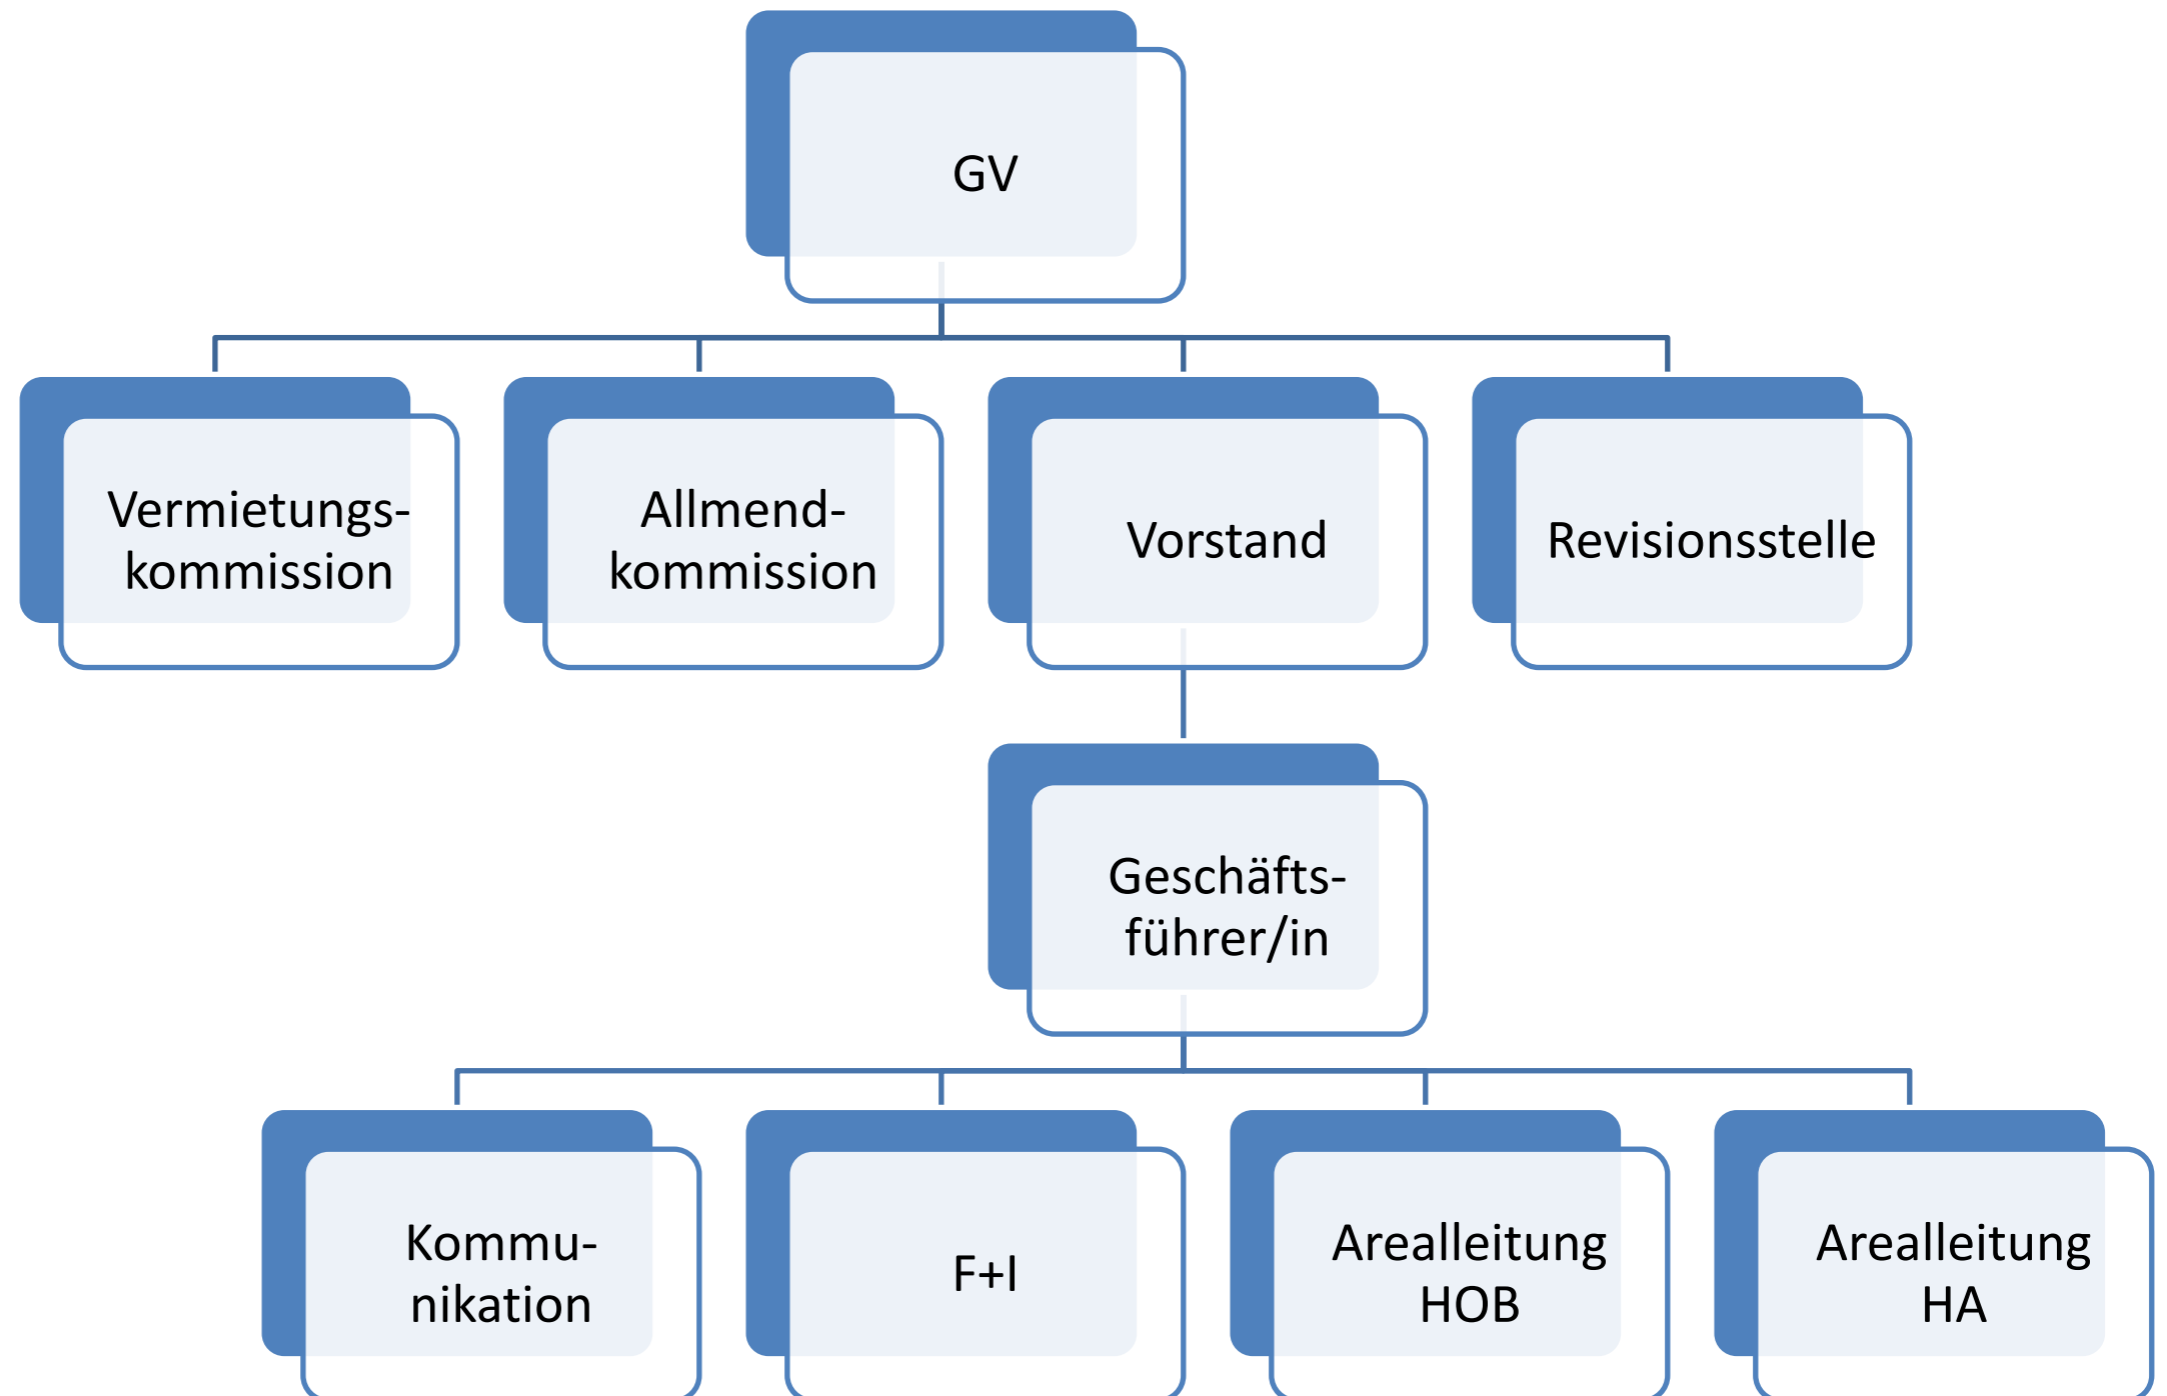 GV
Vermietungs-
kommission
Allmend-
kommission
Vorstand
Revisionsstelle
Geschäfts-
führer/in
Kommu-
nikation
F+I
Arealleitung
HOB
Arealleitung
HA